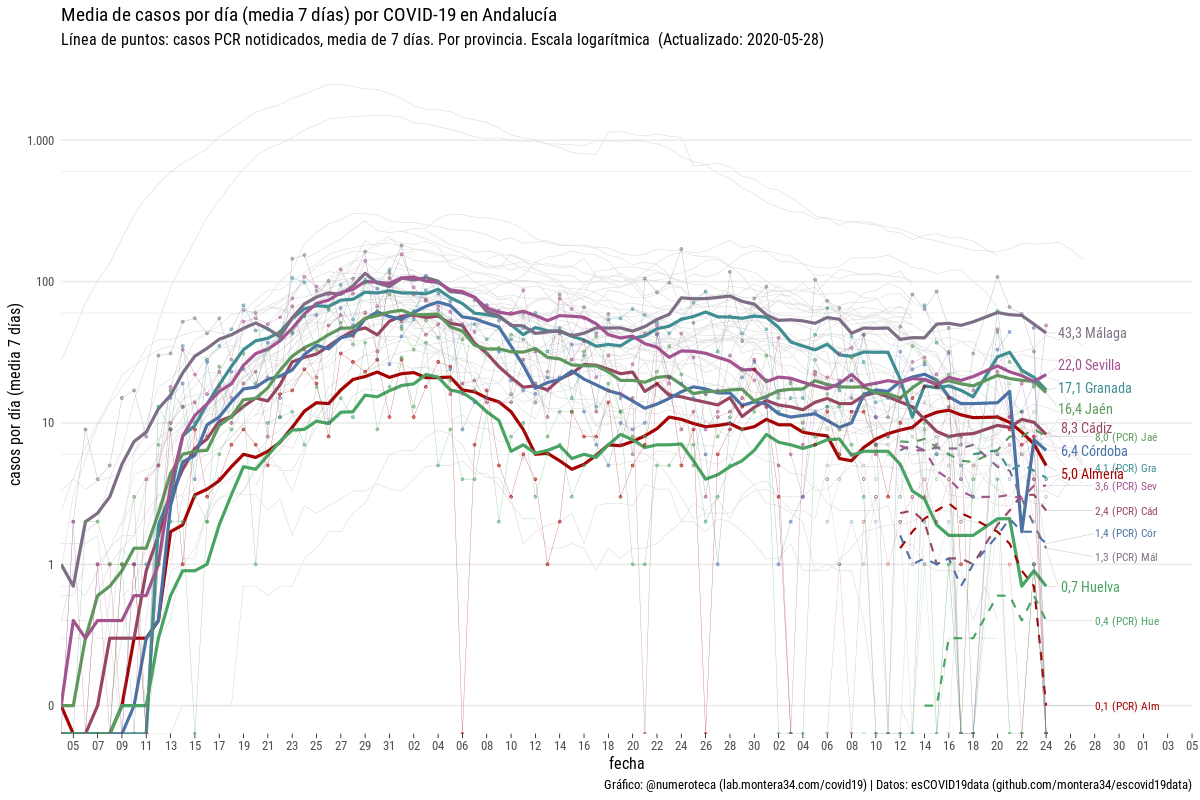 Media de casos por día (media 7 días) por COVID-19 en Andalucía
Línea de puntos: casos PCR notidicados, media de 7 días. Por provincia. Escala logarítmica (Actualizado: 2020-05-28)
casos por día (media 7 días)
1.000
100
10
1
0
43,3 Málaga
22,0 Sevilla
17,1 Granada
16,4 Jaén
8,3 Cádiz
8,0 (PCR) Jaé
6,4 Córdoba
4,1 (PCR) Gra
5,0 Almería
3,6 (PCR) Sev
2,4 (PCR) Cád
1,4 (PCR) Cór
1,3 (PCR) Mál
0,7 Huelva
0,4 (PCR) Hue
0,1 (PCR) Alm
05 07 09 11 13 15 17 19 21 23 25 27 29 31 02 04 06 08 10 12 14 16 18 20 22 24 26 28 30 02 04 06 08 10 12 14 16 18 20 22 24 26 28 30 01 03 05
fecha
Gráfico: @numeroteca (lab.montera34.com/covid19) | Datos: esCOVID19data (github.com/montera34/escovid19data)